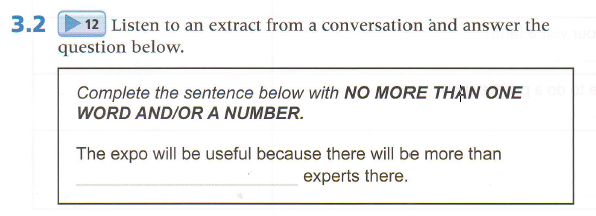 3.2 12 Listen to an extract from a conversation and answer the
question below.
Complete the sentence below with NO MORE THAN ONE
WORD AND/OR A NUMBER.
The expo will be useful because there will be more than
______ experts there.